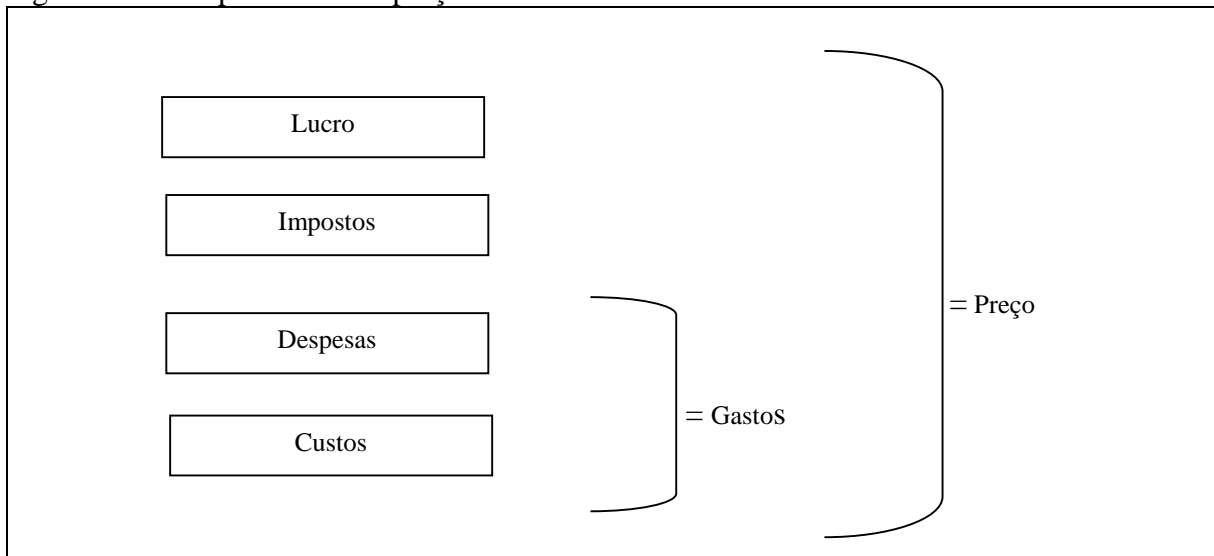 Lucro
Impostos
Despesas
= Preço
= Gastos
Custos